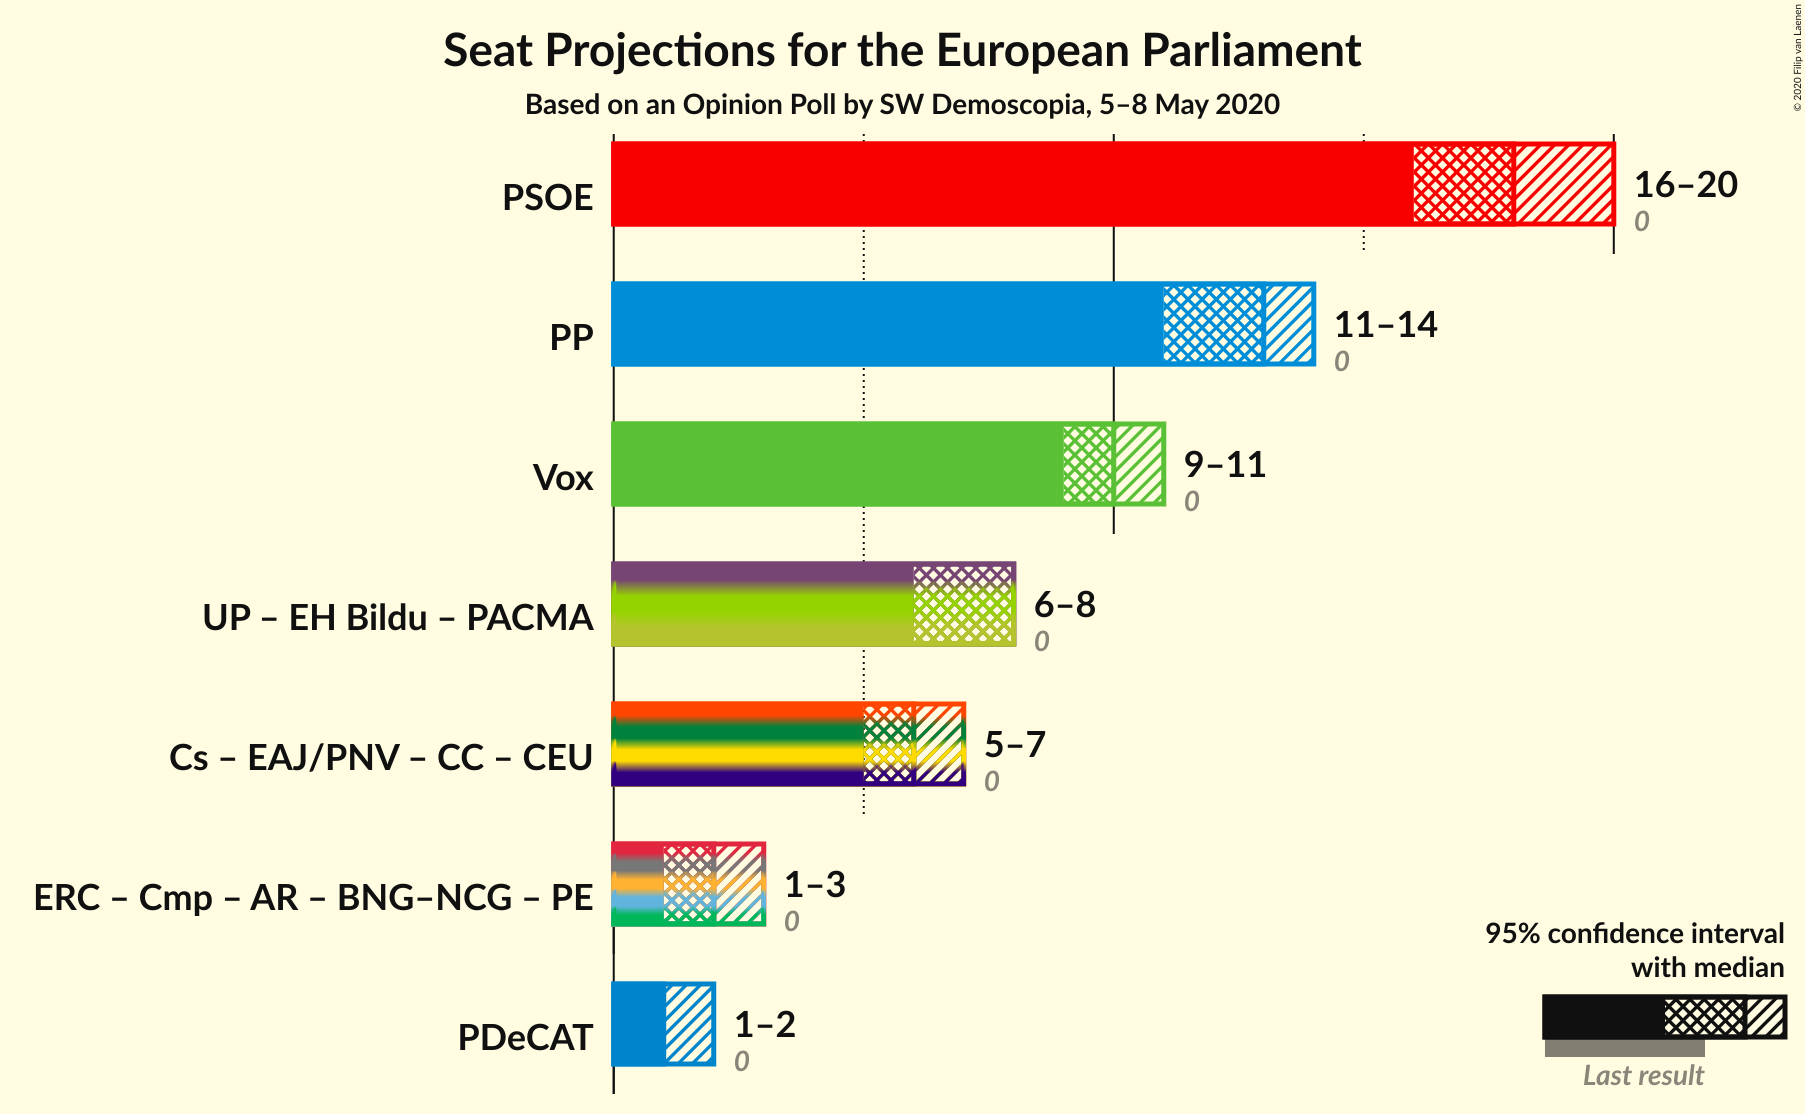 Seat Projections for the European Parliament
Based on an Opinion Poll by SW Demoscopia, 5–8 May 2020
© 2020 Filip van Laenen
PSOE
16–20
0
PP
11–14
0
Vox
9–11
0
UP – EH Bildu – PACMA
6–8
0
Cs – EAJ/PNV – CC – CEU
5–7
0
ERC – Cmp – AR – BNG–NCG – PE
1–3
0
PDeCAT
1–2
0
95% confidence interval
with median
Last result